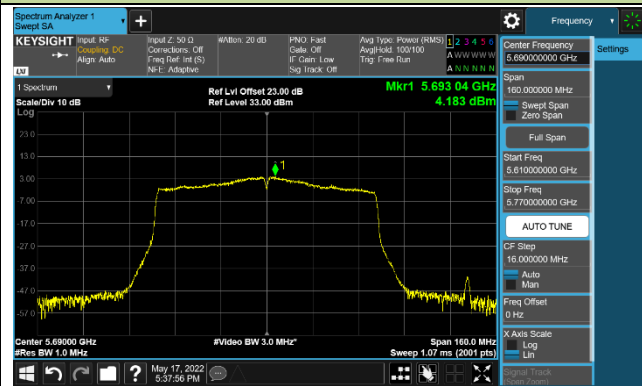 Spectrum Analyzer 1
Swept SA
Frequency
KEYSIGHT
Input: RF
Coupling: DC
Align: Auto
LXI
Input Z: 50 Ω
Corrections: Off
Freq Ref: Int (S)
NFE: Adaptive
#Atten: 20 dB
PNO: Fast
Gate: Off
IF Gain: Low
Sig Track: Off
Avg Type: Power (RMS)
Avg|Hold: 100/100
Trig: Free Run
1 2 3 4 5 6
A W W W W W
A N N N N N
1 Spectrum
Scale/Div 10 dB
Log
Ref Lvl Offset 23.00 dB
Ref Level 33.00 dBm
Mkr1 5.693 04 GHz
4.183 dBm
23.0
13.0
3.00
-7.00
-17.0
-27.0
-37.0
-47.0
-57.0
1
Center 5.69000 GHz
#Res BW 1.0 MHz
#Video BW 3.0 MHz*
Span 160.0 MHz
Sweep 1.07 ms (2001 pts)
May 17, 2022
5:37:56 PM
Center Frequency
5.690000000 GHz
Span
160.000000 MHz
Swept Span
Zero Span
Full Span
Start Freq
5.610000000 GHz
Stop Freq
5.770000000 GHz
AUTO TUNE
CF Step
16.000000 MHz
Auto
Man
Freq Offset
0 Hz
X Axis Scale
Log
Lin
Signal Track
(Span Zoom)
Settings